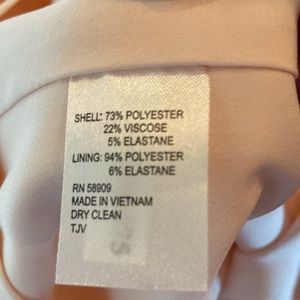 SHELL: 73% POLYESTER
22% VISCOSE
5% ELASTANE
LINING: 94% POLYESTER
6% ELASTANE
RN 58909
MADE IN VIETNAM
DRY CLEAN
TJV